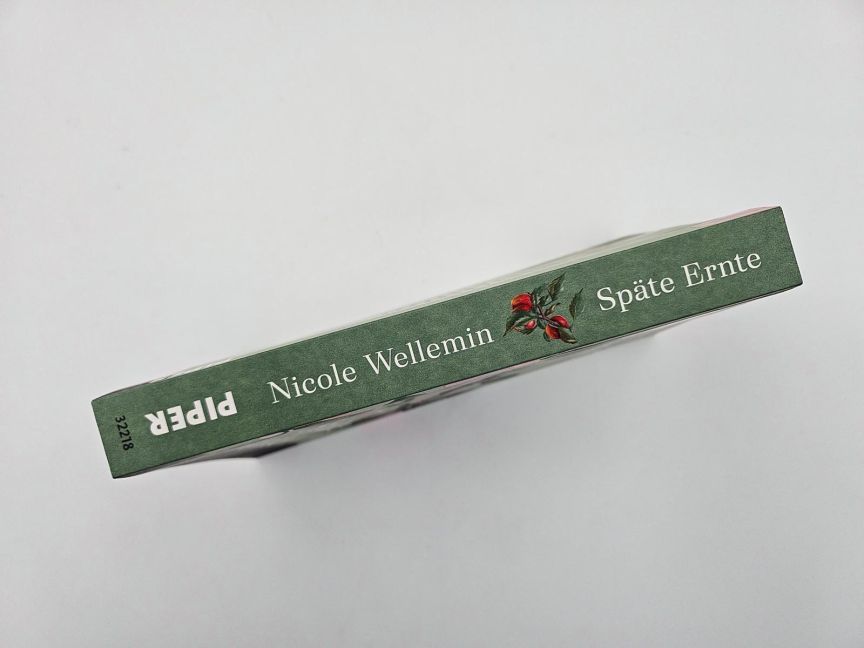 32218
PIPER
Nicole Wellemin
Späte Ernte